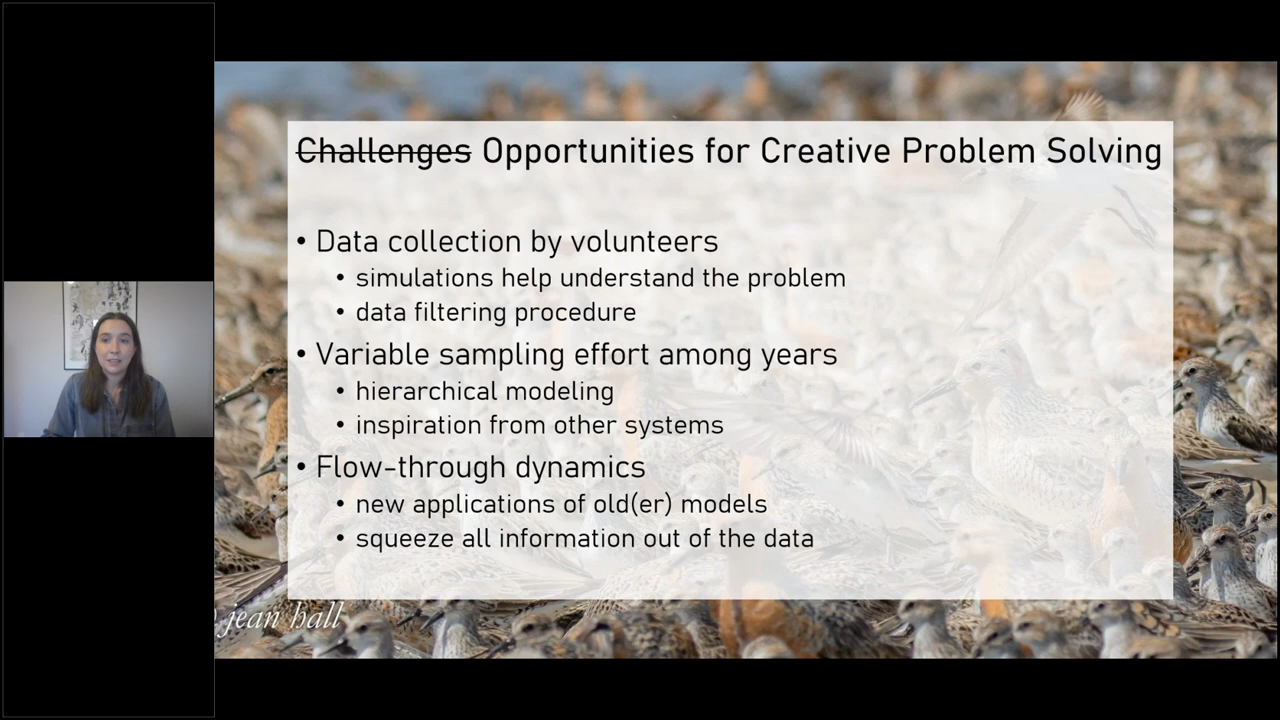 Challenges Opportunities for Creative Problem Solving
• Data collection by volunteers
• simulations help understand the problem
• data filtering procedure
• Variable sampling effort among years
• hierarchical modeling
• inspiration from other systems
• Flow-through dynamics
• new applications of old(er) models
• squeeze all information out of the data
jean hall